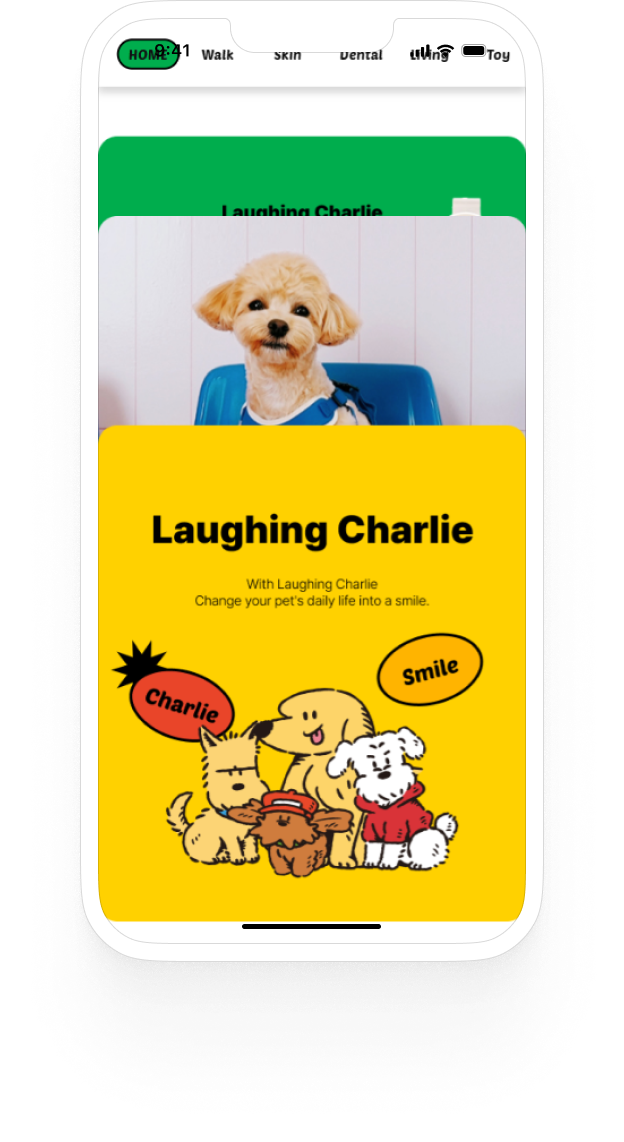 9:41
HOME Walk Skin Dental Living Toy
Laughing Charlie
Laughing Charlie
With Laughing Charlie
Change your pet's daily life into a smile.
Smile
Charlie